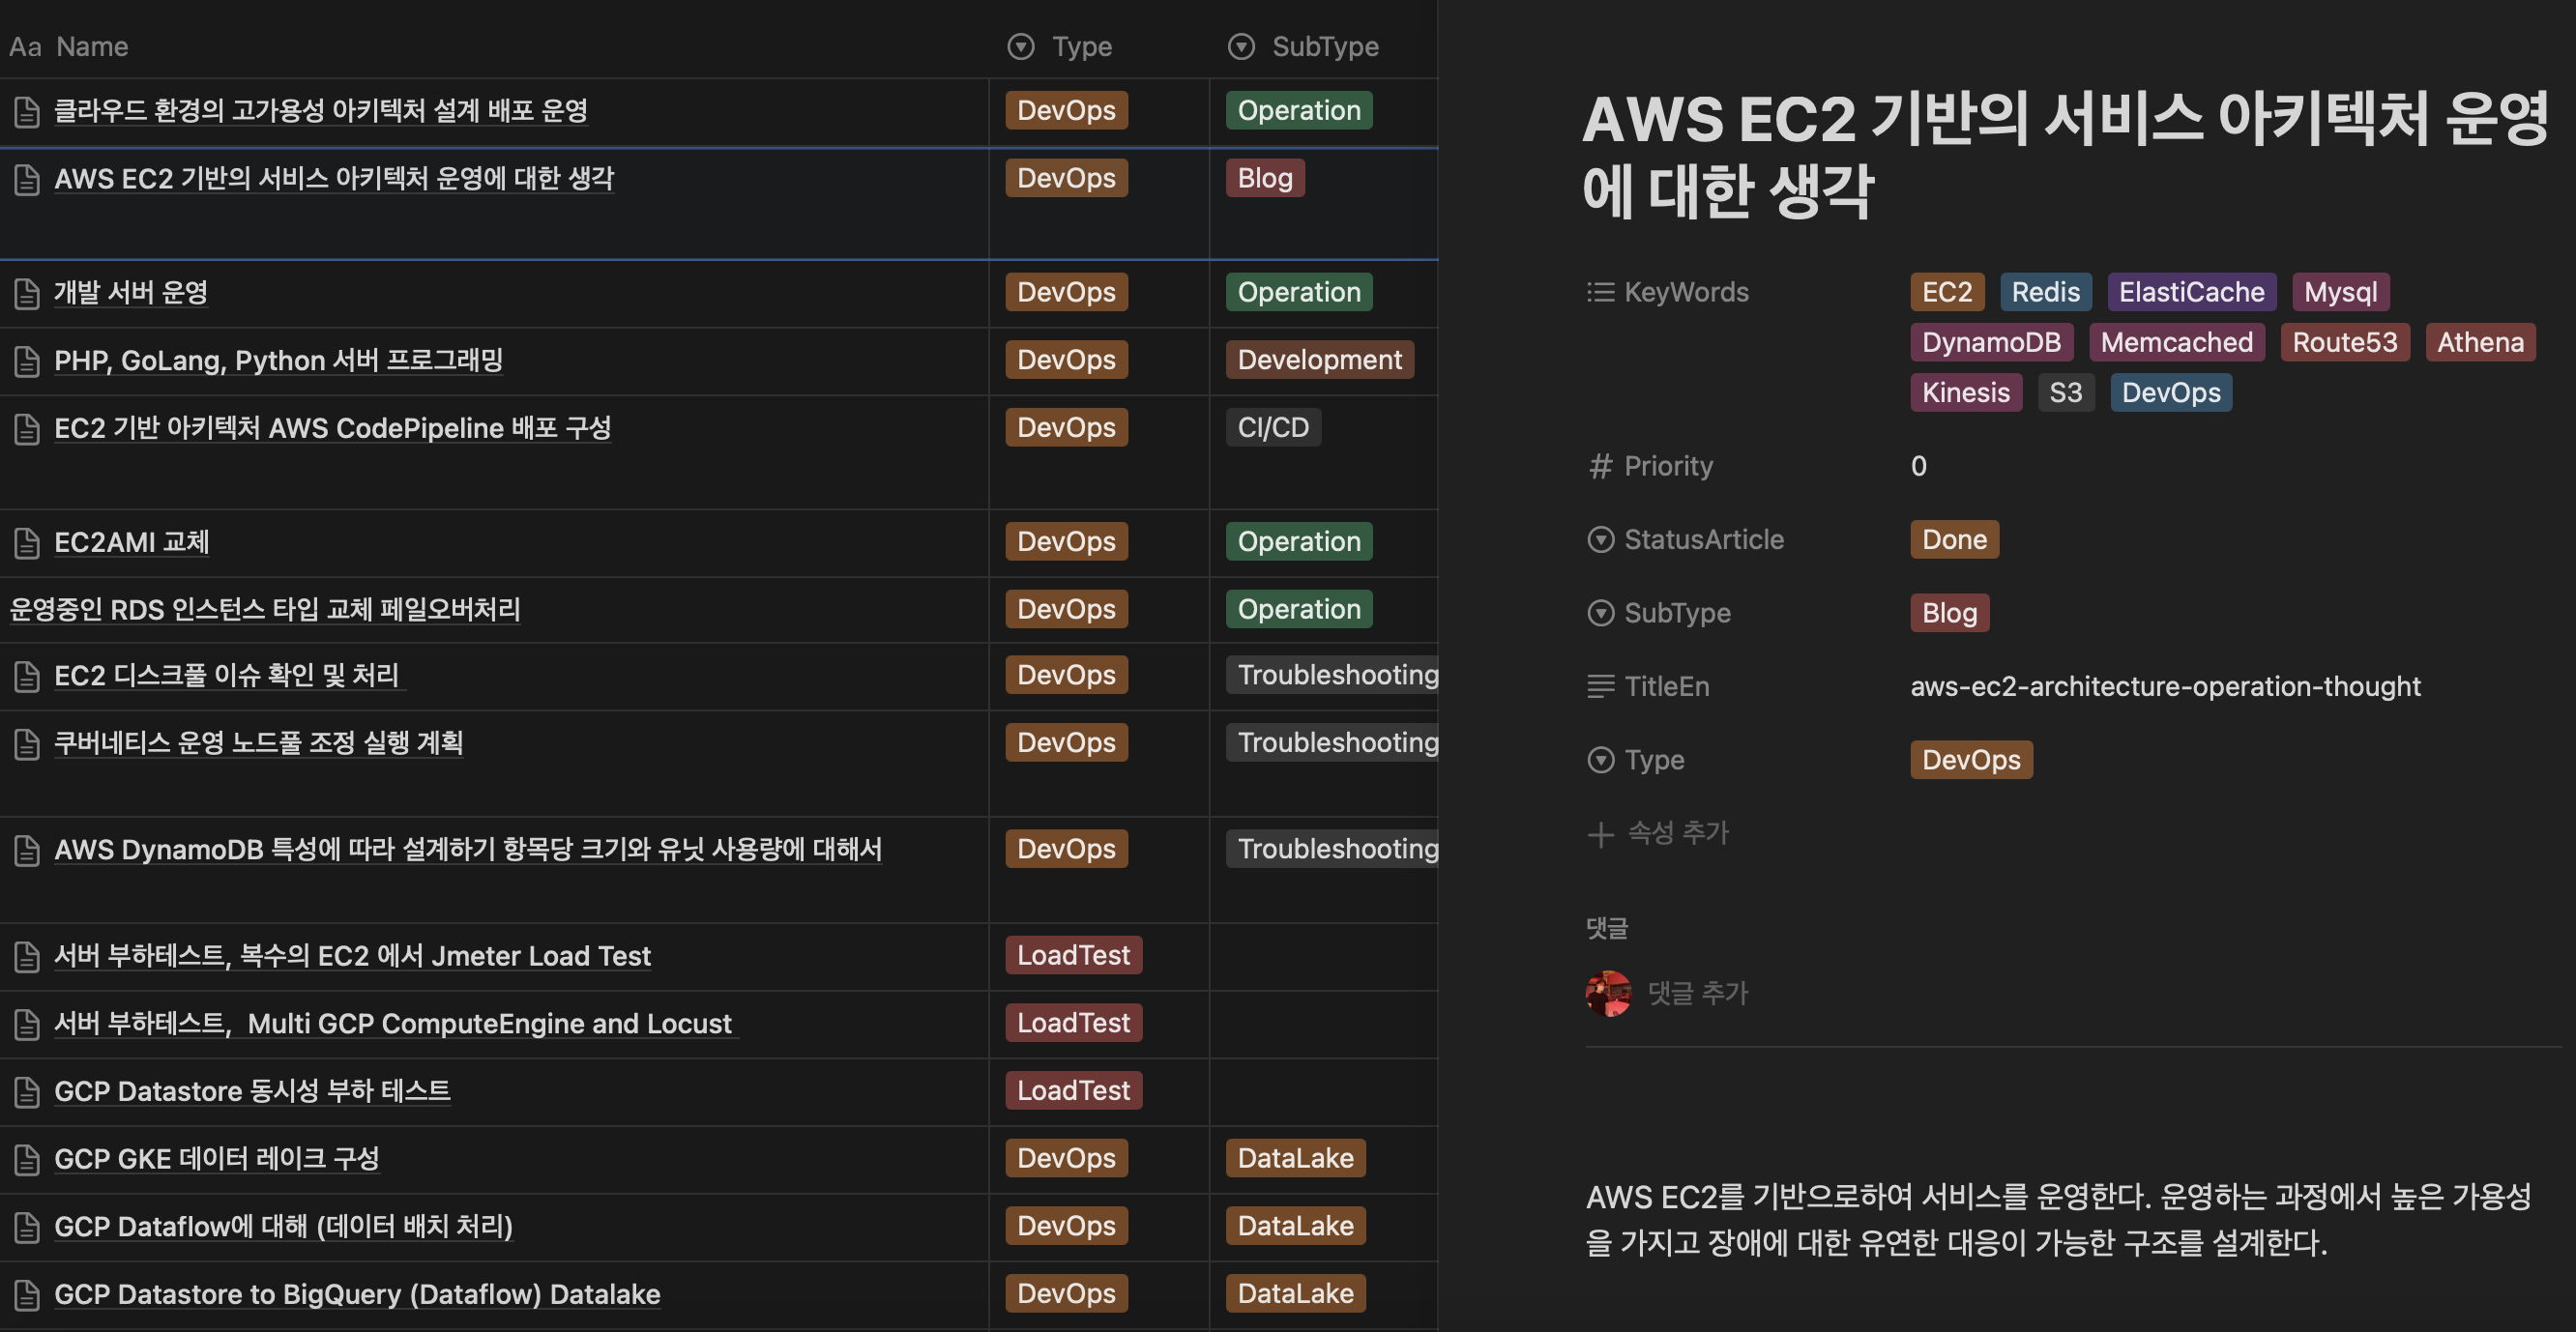 Aa Name Type SubType
클라우드 환경의 고가용성 아키텍처 설계 배포 운영 DevOps Operation
AWS EC2 기반의 서비스 아키텍처 운영에 대한 생각 DevOps Blog
개발 서버 운영 DevOps Operation
PHP, GoLang, Python 서버 프로그래밍 DevOps Development
EC2 기반 아키텍처 AWS CodePipeline 배포 구성 DevOps CI/CD
EC2AMI 교체 DevOps Operation
운영중인 RDS 인스턴스 타입 교체 페일오버처리 DevOps Operation
EC2 디스크풀 이슈 확인 및 처리 DevOps Troubleshooting
쿠버네티스 운영 노드풀 조정 실행 계획 DevOps Troubleshooting
AWS DynamoDB 특성에 따라 설계하기 항목당 크기와 유닛 사용량에 대해서 DevOps Troubleshooting
서버 부하테스트, 복수의 EC2 에서 Jmeter Load Test LoadTest
서버 부하테스트, Multi GCP ComputeEngine and Locust LoadTest
GCP Datastore 동시성 부하 테스트 LoadTest
GCP GKE 데이터 레이크 구성 DevOps DataLake
GCP Dataflow에 대해 (데이터 배치 처리) DevOps DataLake
GCP Datastore to BigQuery (Dataflow) Datalake DevOps DataLake
AWS EC2 기반의 서비스 아키텍처 운영
에 대한 생각
KeyWords EC2 Redis ElastiCache Mysql
DynamoDB Memcached Route53 Athena
Kinesis S3 DevOps
Priority 0
StatusArticle Done
SubType Blog
TitleEn aws-ec2-architecture-operation-thought
Type DevOps
속성 추가
댓글
댓글 추가
AWS EC2를 기반으로하여 서비스를 운영한다. 운영하는 과정에서 높은 가용성
을 가지고 장애에 대한 유연한 대응이 가능한 구조를 설계한다.